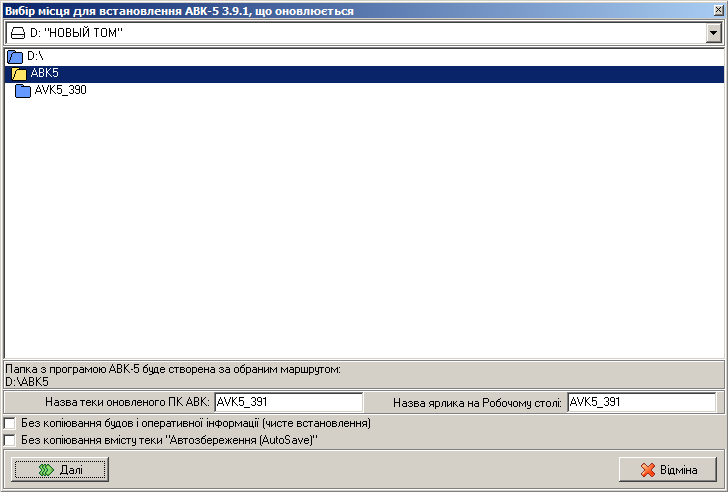 Вибір місця для встановлення АВК-5 3.9.1, що оновлюється
D: "НОВЫЙ ТОМ"
D:\
АВК5
AVK5_390
Папка з програмою АВК-5 буде створена за обраним маршрутом:
D:\АВК5
Назва теки оновленого ПК АВК: AVK5_391 Назва ярлика на Робочому столі: AVK5_391
Без копіювання будов і оперативної інформації (чисте встановлення)
Без копіювання вмісту теки "Автозбереження (AutoSave)"
Далі Відміна